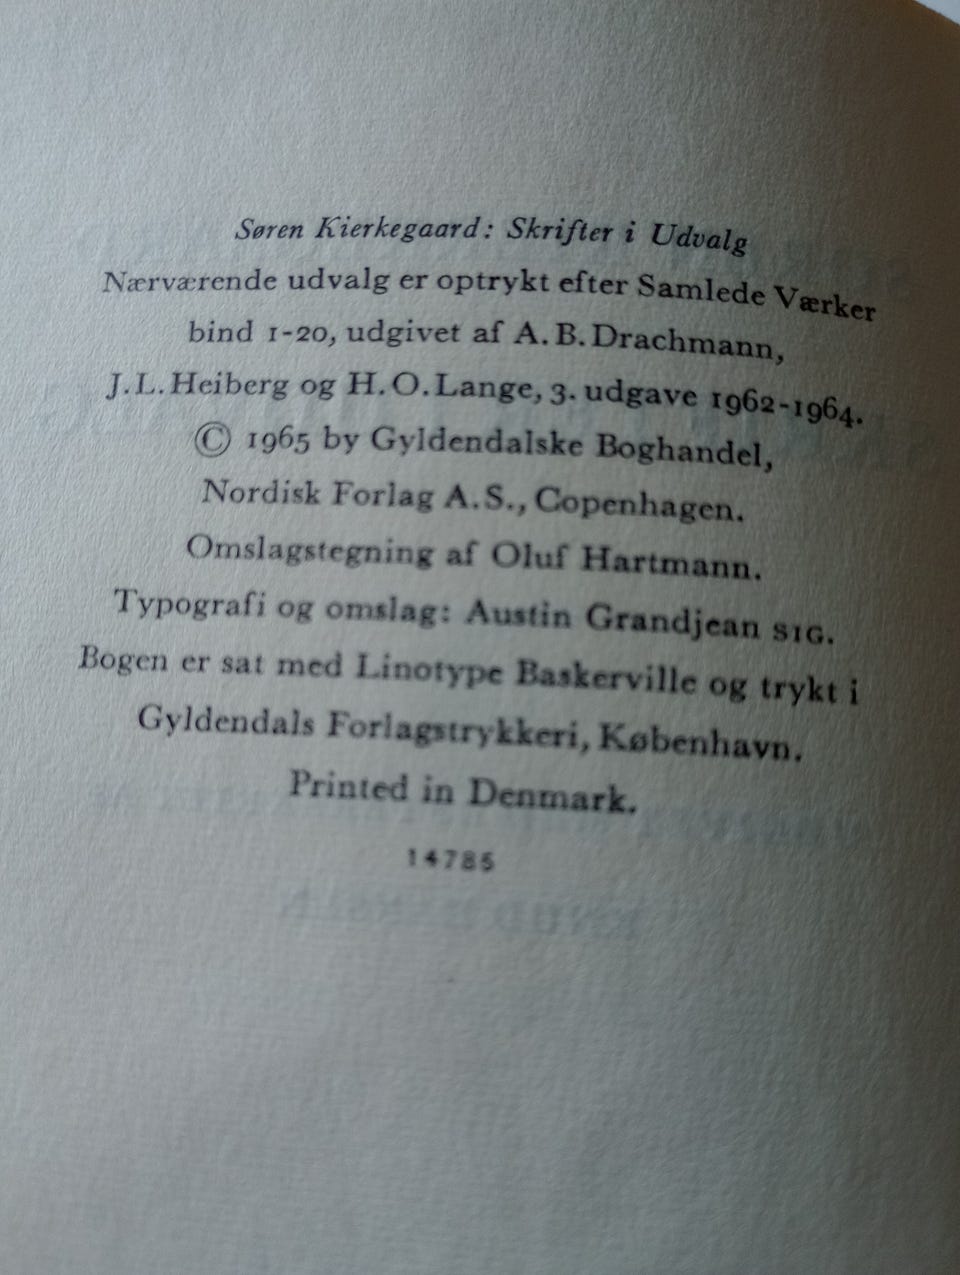 Søren Kierkegaard: Skrifter i Udvalg
Nærværende udvalg er optrykt efter Samlede Værker
bind 1-20, udgivet af A.B.Drachmann,
J.L.Heiberg og H.O.Lange, 3. udgave 1962-1964.
© 1965 by Gyldendalske Boghandel,
Nordisk Forlag A.S., Copenhagen.
Omslagstegning af Oluf Hartmann.
Typografi og omslag: Austin Grandjean SIG.
Bogen er sat med Linotype Baskerville og trykt i
Gyldendals Forlagstrykkeri, København.
Printed in Denmark.
14785